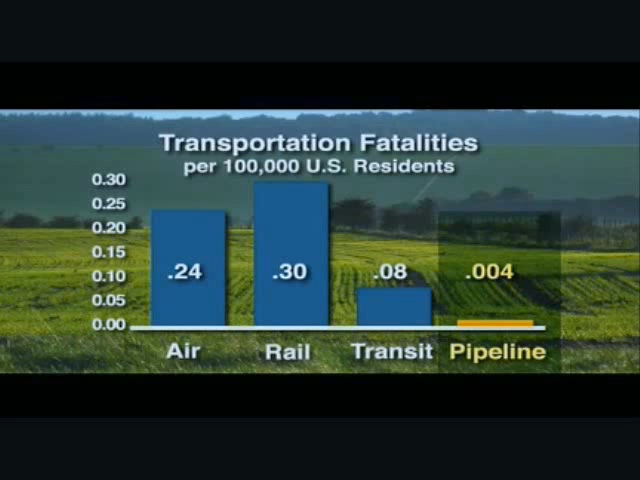 Transportation Fatalities
per 100,000 U.S. Residents
0.30
0.25
0.20
0.15
0.10
0.05
0.00
.24 .30 .08 .004
Air Rail Transit Pipeline